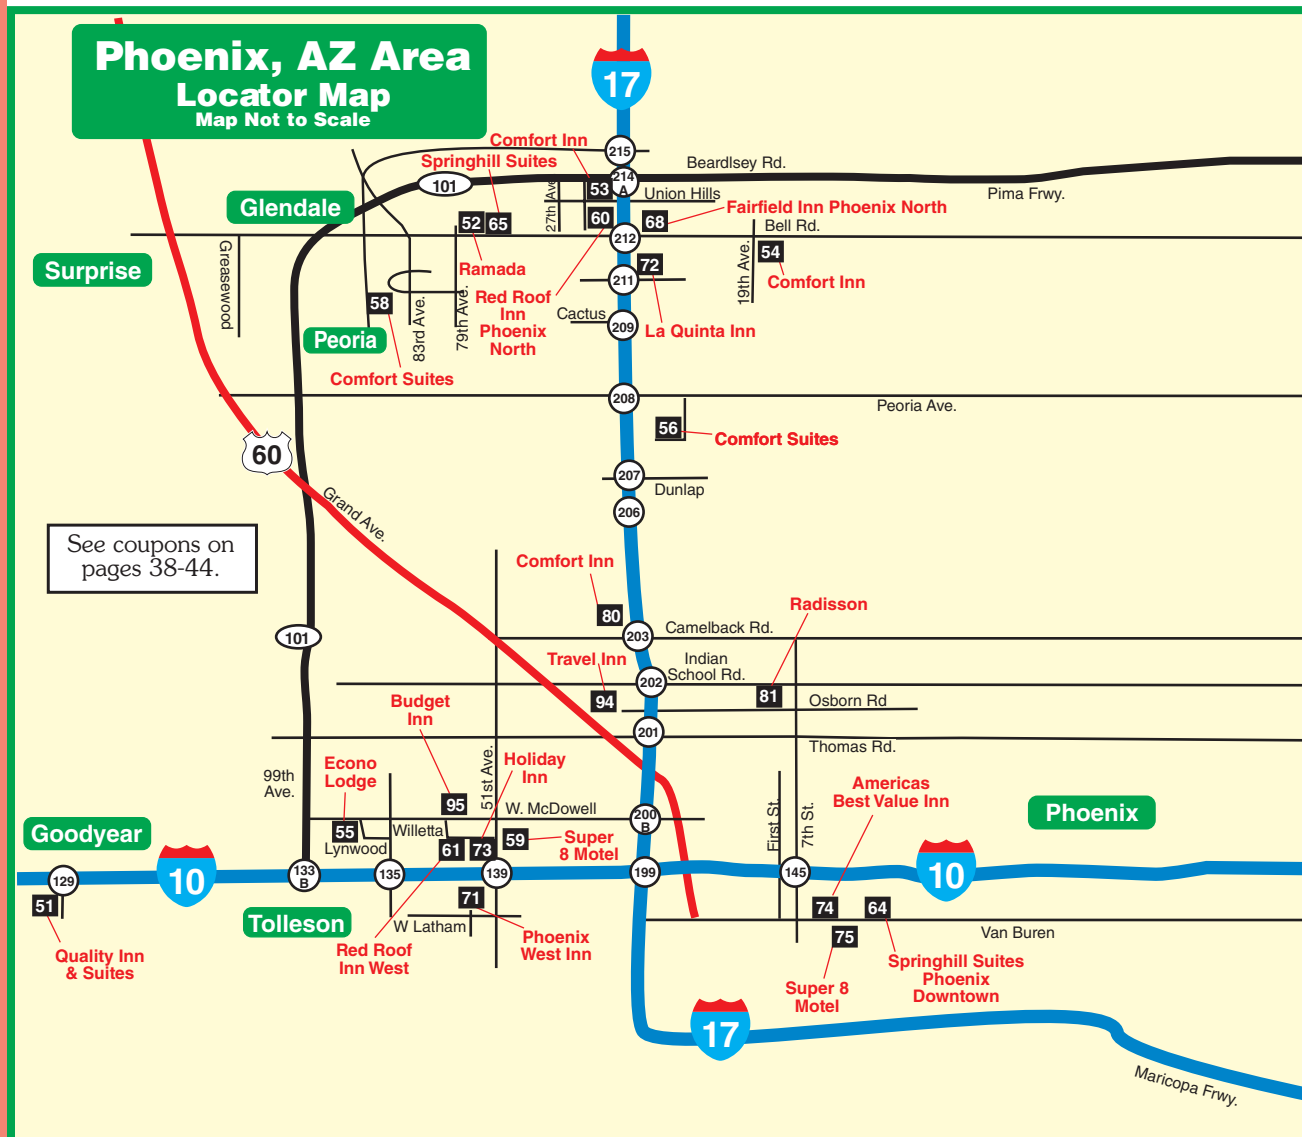 Phoenix, AZ Area
Locator Map
Map Not to Scale
17
215
Comfort Inn
Springhill Suites
Beardlsey Rd.
214
A
101
53
Union Hills
Pima Frwy.
27th Ave
Glendale
52
65
60
68
Fairfield Inn Phoenix North
Bell Rd.
212
Greasewood
Surprise
Ramada
72
19th Ave.
54
Comfort Inn
211
58
83rd Ave.
79th Ave.
Red Roof
Inn
Phoenix
North
Cactus
209
La Quinta Inn
Peoria
Comfort Suites
208
Peoria Ave.
56
Comfort Suites
60
207
Dunlap
Grand Ave.
206
See coupons on
pages 38-44.
Comfort Inn
80
Radisson
101
203
Camelback Rd.
Travel Inn
Indian
School Rd.
202
94
81
Osborn Rd
Budget
Inn
201
Thomas Rd.
51st Ave.
Holiday
Inn
Econo
Lodge
99th
Ave.
Americas
Best Value Inn
95
W. McDowell
200
B
First St.
7th St.
Phoenix
Goodyear
55
Willetta
Lynwood
61
73
59
Super
8 Motel
129
10
133
B
135
139
199
145
10
51
71
74
64
Tolleson
W Latham
75
Van Buren
Quality Inn
& Suites
Red Roof
Inn West
Phoenix
West Inn
Springhill Suites
Phoenix
Downtown
Super 8
Motel
17
Maricopa Frwy.